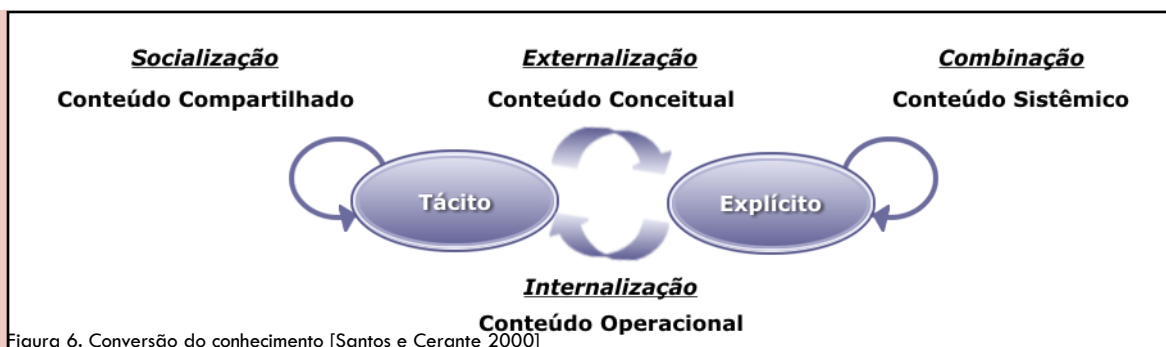 Socialização
Conteúdo Compartilhado
Externalização
Conteúdo Conceitual
Combinação
Conteúdo Sistêmico
Tácito
Explícito
Internalização
Conteúdo Operacional
Figura 6. Conversão do conhecimento [Santos e Cerante 2000]